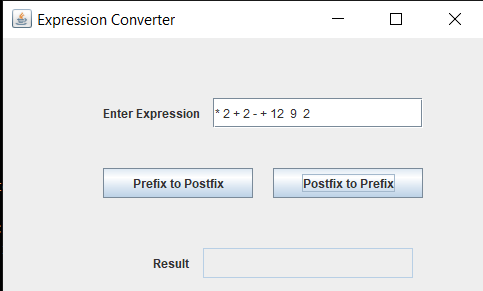 Expression Converter
Enter Expression * 2 + 2 - + 12 9 2
Prefix to Postfix Postfix to Prefix
Result